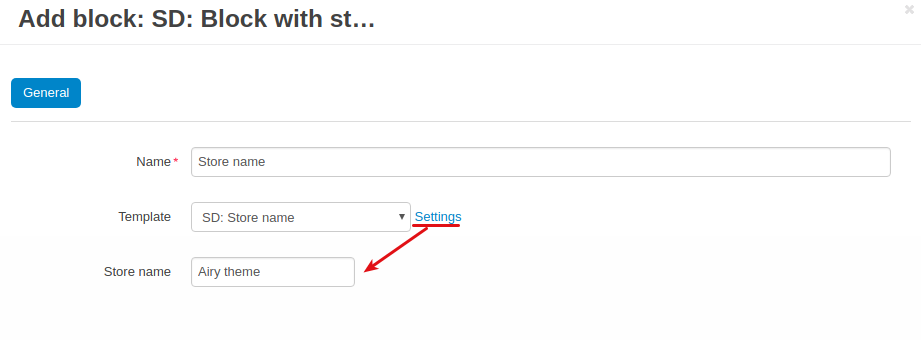 Add block: SD: Block with st…
General
Name*
Store name
Template
SD: Store name
Settings
Store name
Airy theme